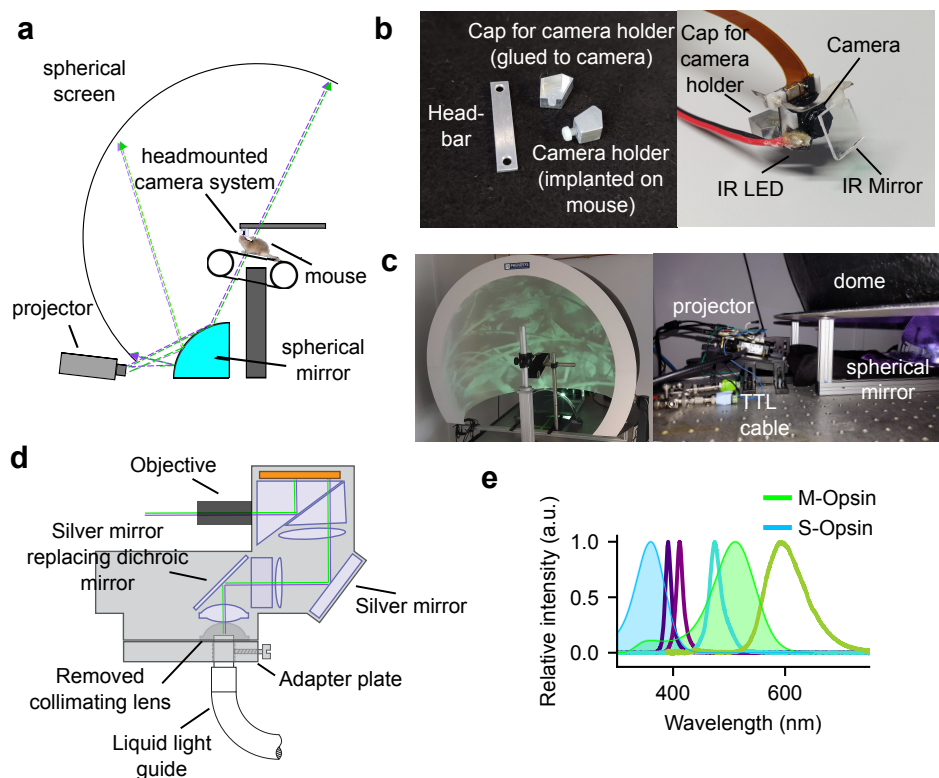 a
spherical
screen
headmounted
camera system
mouse
projector
spherical
mirror
b
Cap for camera holder
(glued to camera)
Head-
bar
Camera holder
(implanted on
mouse)
Cap for
camera
holder
Camera
IR LED
IR Mirror
c
projector
dome
spherical
mirror
TTL
cable
d
Objective
Silver mirror
replacing dichroic
mirror
Silver mirror
Removed
collimating lens
Adapter plate
Liquid light
guide
e
M-Opsin
S-Opsin
Relative intensity (a.u.)
1.0
0.5
0.0
400
600
Wavelength (nm)